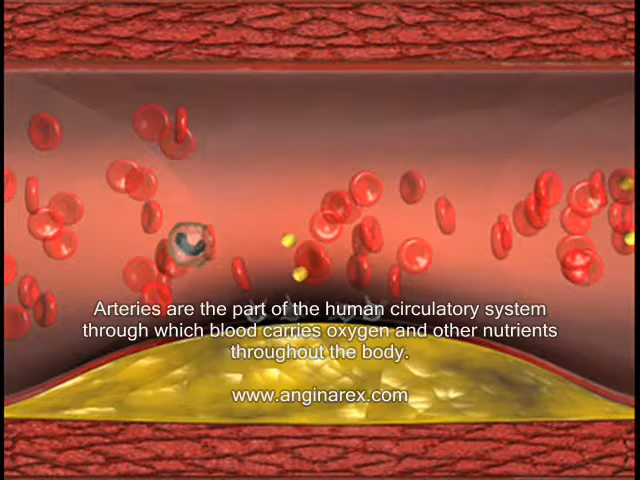 Arteries are the part of the human circulatory system
through which blood carries oxygen and other nutrients
throughout the body.
www.anginarex.com